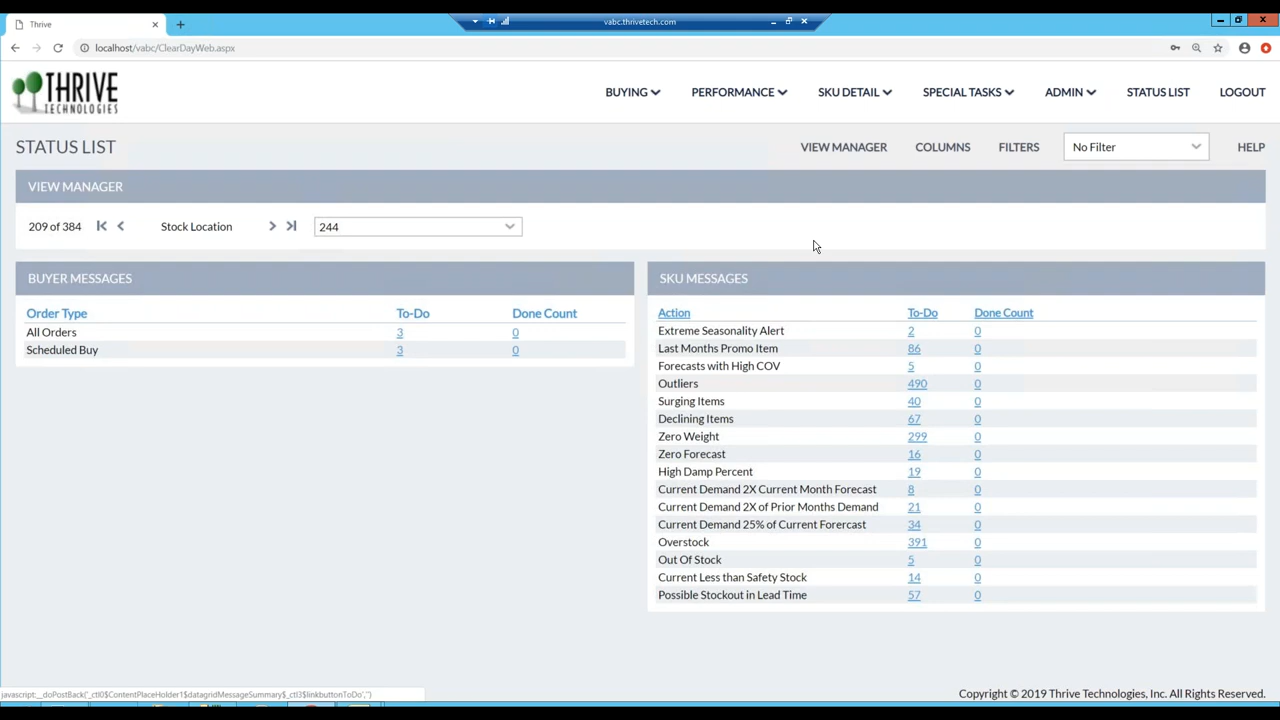 Thrive
vabc.thrivetech.com
localhost/vabc/ClearDayWeb.aspx
THRIVE
TECHNOLOGIES
BUYING PERFORMANCE SKU DETAIL SPECIAL TASKS ADMIN STATUS LIST LOGOUT
STATUS LIST VIEW MANAGER COLUMNS FILTERS No Filter HELP
VIEW MANAGER
209 of 384 Stock Location 244
BUYER MESSAGES
Order Type To-Do Done Count
All Orders 3 0
Scheduled Buy 3 0
SKU MESSAGES
Action To-Do Done Count
Extreme Seasonality Alert 2 0
Last Months Promo Item 86 0
Forecasts with High COV 5 0
Outliers 490 0
Surging Items 40 0
Declining Items 67 0
Zero Weight 299 0
Zero Forecast 16 0
High Damp Percent 19 0
Current Demand 2X Current Month Forecast 8 0
Current Demand 2X of Prior Months Demand 21 0
Current Demand 25% of Current Forercast 34 0
Overstock 391 0
Out Of Stock 5 0
Current Less than Safety Stock 14 0
Possible Stockout in Lead Time 57 0
javascript:__doPostBack('_ctl0$ContentPlaceHolder1$datagridMessageSummary$_ctl3$linkbuttonToDo','')
Copyright © 2019 Thrive Technologies, Inc. All Rights Reserved.